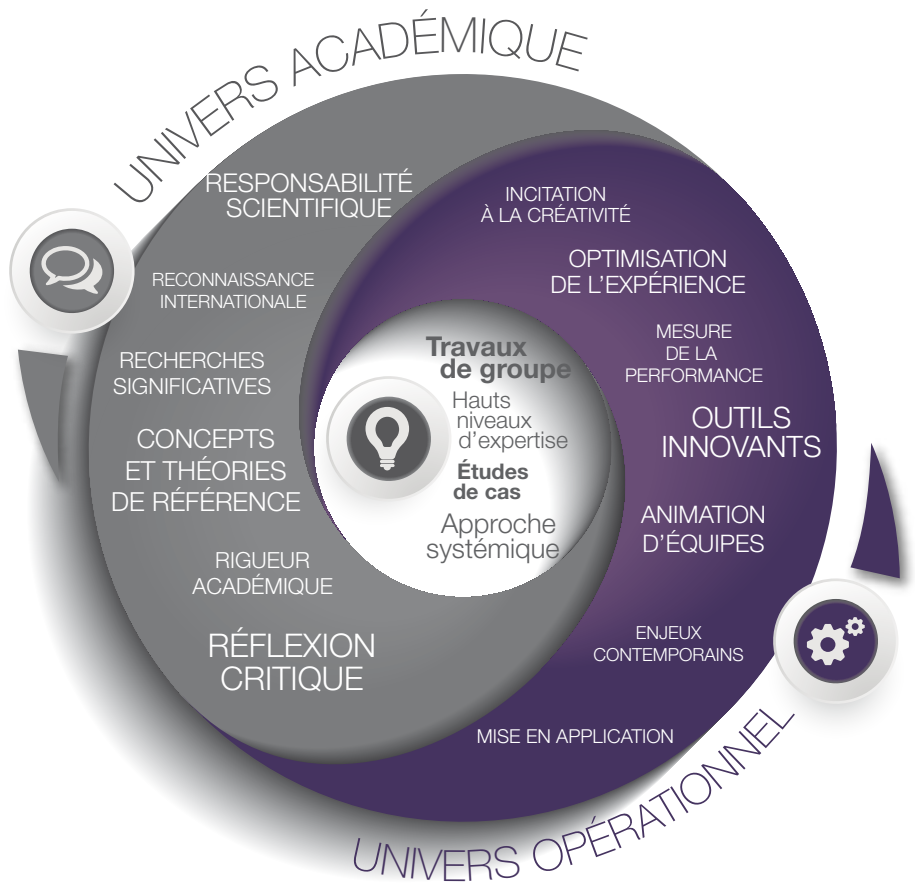 UNIVERS ACADÉMIQUE
RESPONSABILITÉ
SCIENTIFIQUE
RECONNAISSANCE
INTERNATIONALE
RECHERCHES
SIGNIFICATIVES
CONCEPTS
ET THÉORIES
DE RÉFÉRENCE
RIGUEUR
ACADÉMIQUE
RÉFLEXION
CRITIQUE
Travaux
de groupe
Hauts
niveaux
d'expertise
Études
de cas
Approche
systémique
INCITATION
À LA CRÉATIVITÉ
OPTIMISATION
DE L'EXPÉRIENCE
MESURE
DE LA
PERFORMANCE
OUTILS
INNOVANTS
ANIMATION
D'ÉQUIPES
ENJEUX
CONTEMPORAINS
MISE EN APPLICATION
UNIVERS OPÉRATIONNEL